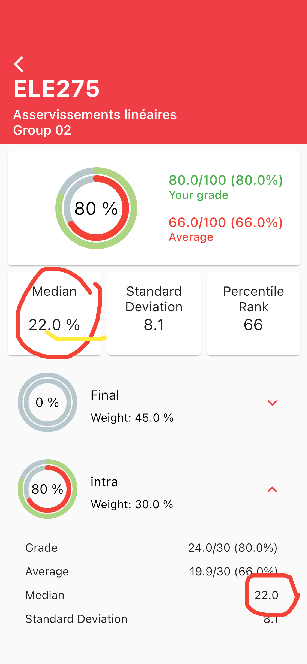 ELE275
Asservissements linéaires
Group 02
80 %
80.0/100 (80.0%)
Your grade
66.0/100 (66.0%)
Average
Median
22.0 %
Standard
Deviation
8.1
Percentile
Rank
66
0 %
Final
Weight: 45.0 %
80 %
intra
Weight: 30.0 %
Grade 24.0/30 (80.0%)
Average 19.9/30 (66.0%)
Median 22.0
Standard Deviation 8.1